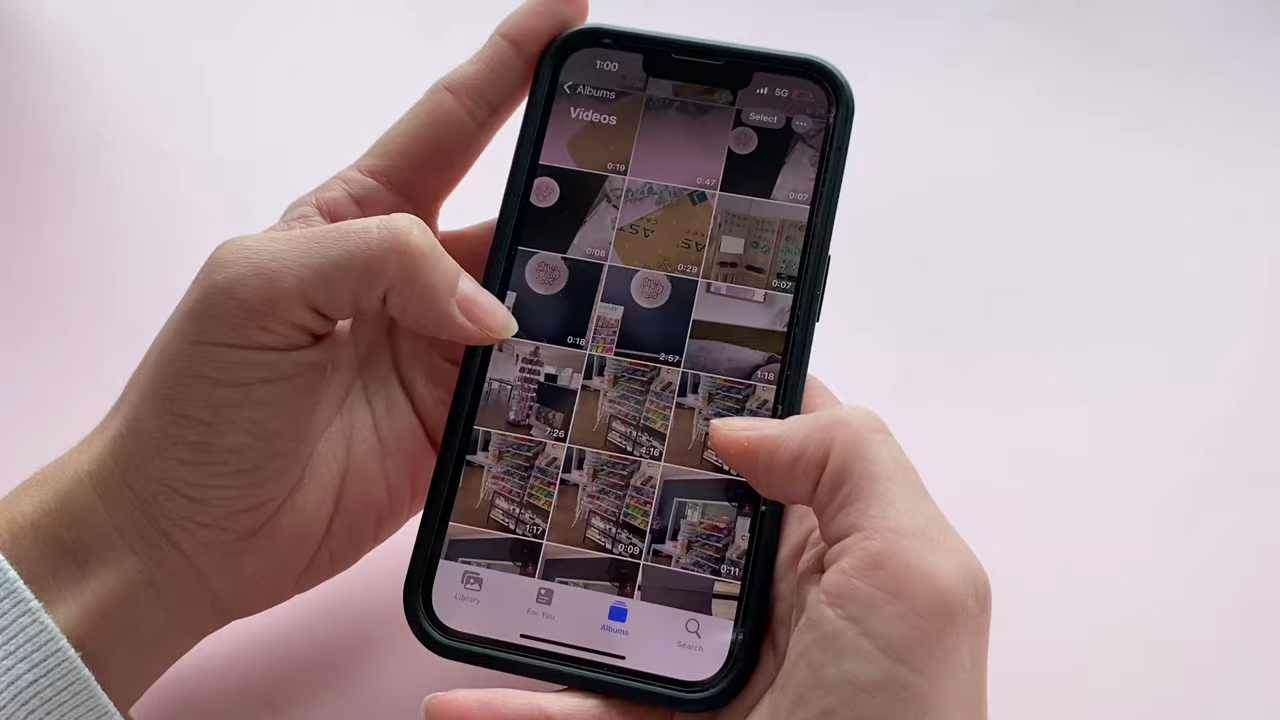 1:00
5G
Albums
Videos
Select
0:19
0:47
0:07
0:06
0:29
0:07
0:18
2:57
1:18
7:26
4:16
1:17
0:09
0:11
Library
For You
Albums
Search